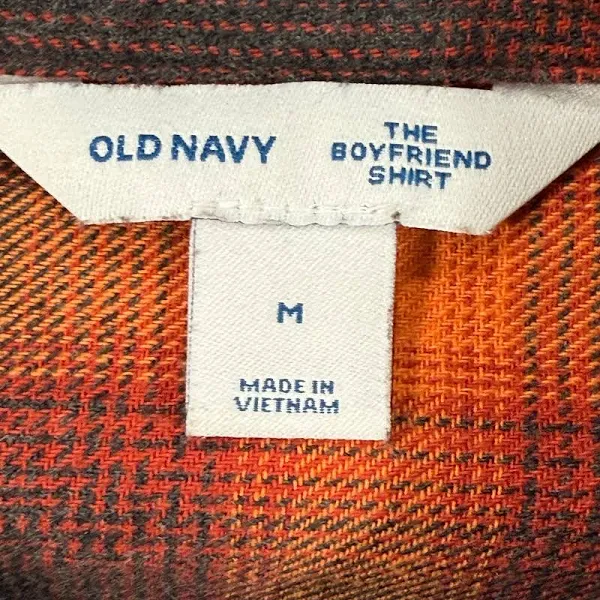 OLD NAVY
THE
BOYFRIEND
SHIRT
M
MADE IN
VIETNAM